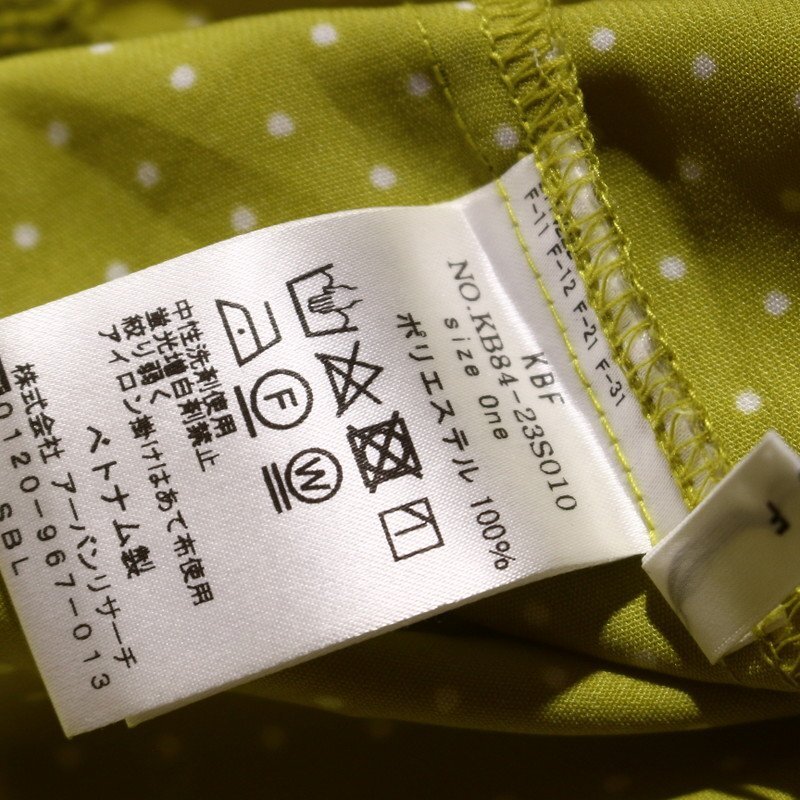 F-11 F-12 F-21 F-31
KBF
NO.KB84-23S010
size One
ポリエステル 100%
F
W
中性洗剤使用
蛍光増白剤禁止
絞り弱く
アイロン掛けはあて布使用
ベトナム製
株式会社 アーバンリサーチ
0120-967-013
SBL
F